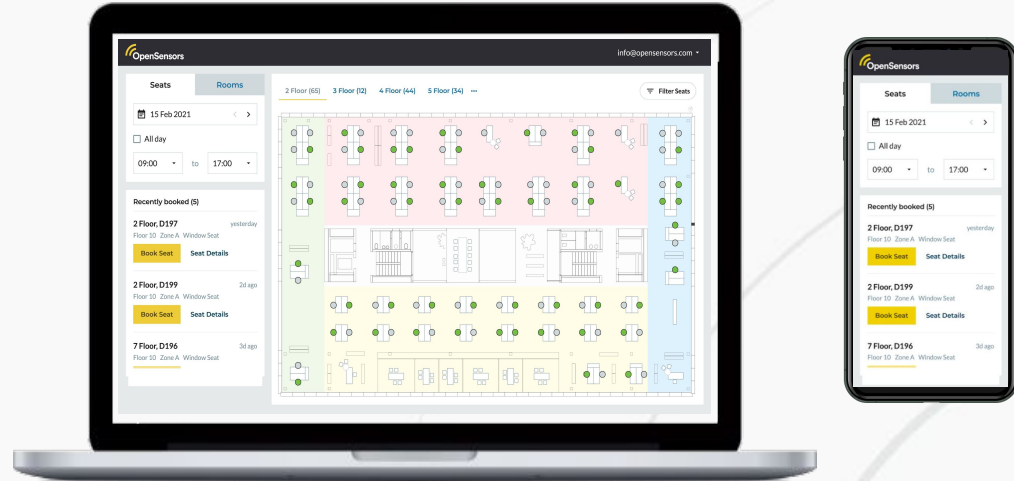 OpenSensors
info@opensensors.com
Seats Rooms
15 Feb 2021
All day
09:00 to 17:00
Recently booked (5)
2 Floor, D197 yesterday
Floor 10 Zone A Window Seat
Book Seat Seat Details
2 Floor, D199 2d ago
Floor 10 Zone A Window Seat
Book Seat Seat Details
7 Floor, D196 3d ago
Floor 10 Zone A Window Seat
2 Floor (65) 3 Floor (12) 4 Floor (44) 5 Floor (34) ···
Filter Seats
OpenSensors
Seats Rooms
15 Feb 2021
All day
09:00 to 17:00
Recently booked (5)
2 Floor, D197 yesterday
Floor 10 Zone A Window Seat
Book Seat Seat Details
2 Floor, D199 2d ago
Floor 10 Zone A Window Seat
Book Seat Seat Details
7 Floor, D196 3d ago
Floor 10 Zone A Window Seat